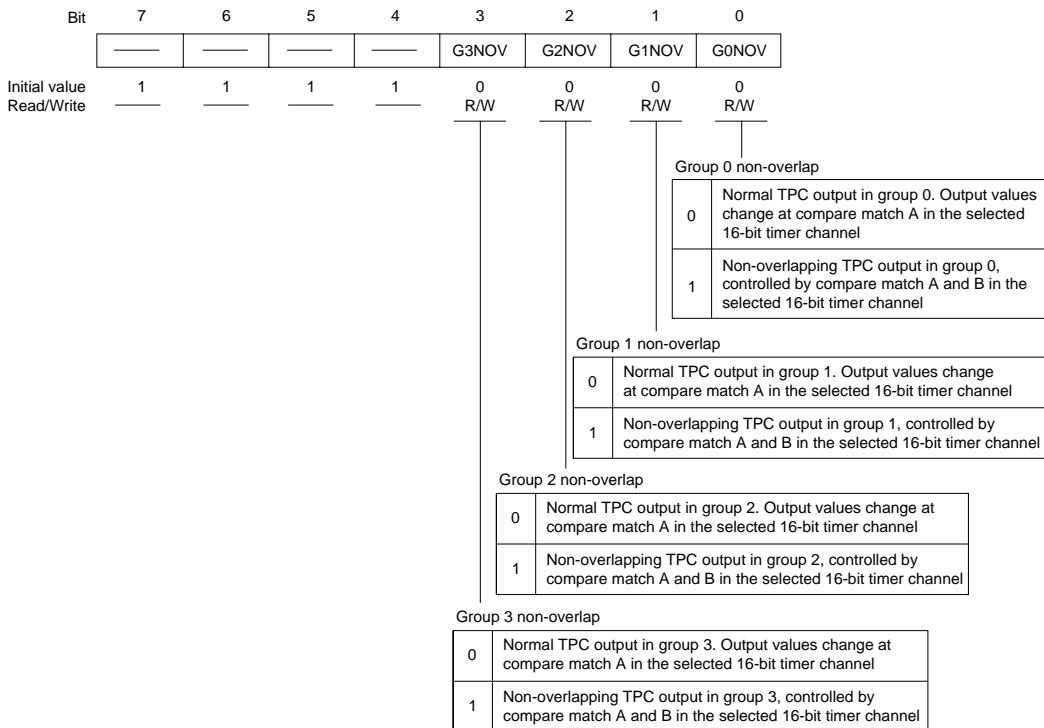 Bit 7 6 5 4 3 2 1 0
G3NOV G2NOV G1NOV G0NOV
Initial value 1 1 1 1 0 0 0 0
Read/Write R/W R/W R/W R/W
Group 0 non-overlap
0 Normal TPC output in group 0. Output values
change at compare match A in the selected
16-bit timer channel
1 Non-overlapping TPC output in group 0,
controlled by compare match A and B in the
selected 16-bit timer channel
Group 1 non-overlap
0 Normal TPC output in group 1. Output values change
at compare match A in the selected 16-bit timer channel
1 Non-overlapping TPC output in group 1, controlled by
compare match A and B in the selected 16-bit timer channel
Group 2 non-overlap
0 Normal TPC output in group 2. Output values change at
compare match A in the selected 16-bit timer channel
1 Non-overlapping TPC output in group 2, controlled by
compare match A and B in the selected 16-bit timer channel
Group 3 non-overlap
0 Normal TPC output in group 3. Output values change at
compare match A in the selected 16-bit timer channel
1 Non-overlapping TPC output in group 3, controlled by
compare match A and B in the selected 16-bit timer channel